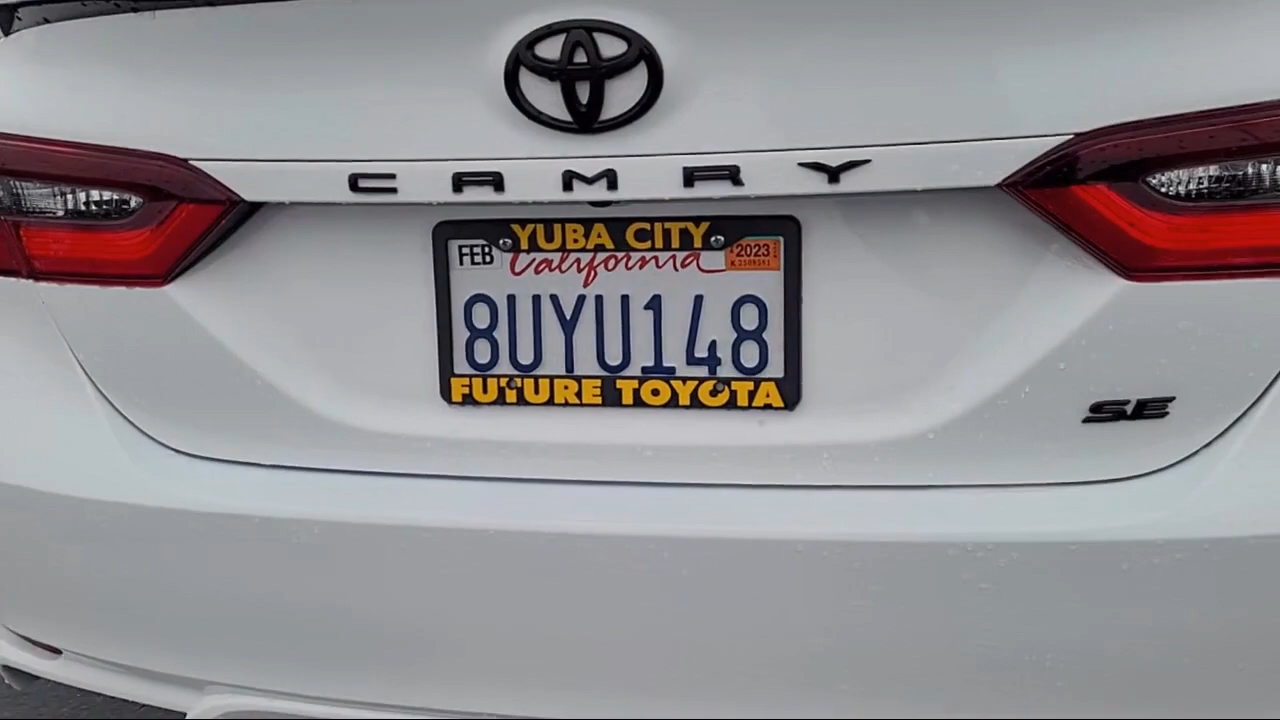 CAMRY
YUBA CITY
FEB
California
2023
8UYU148
FUTURE TOYOTA
SE